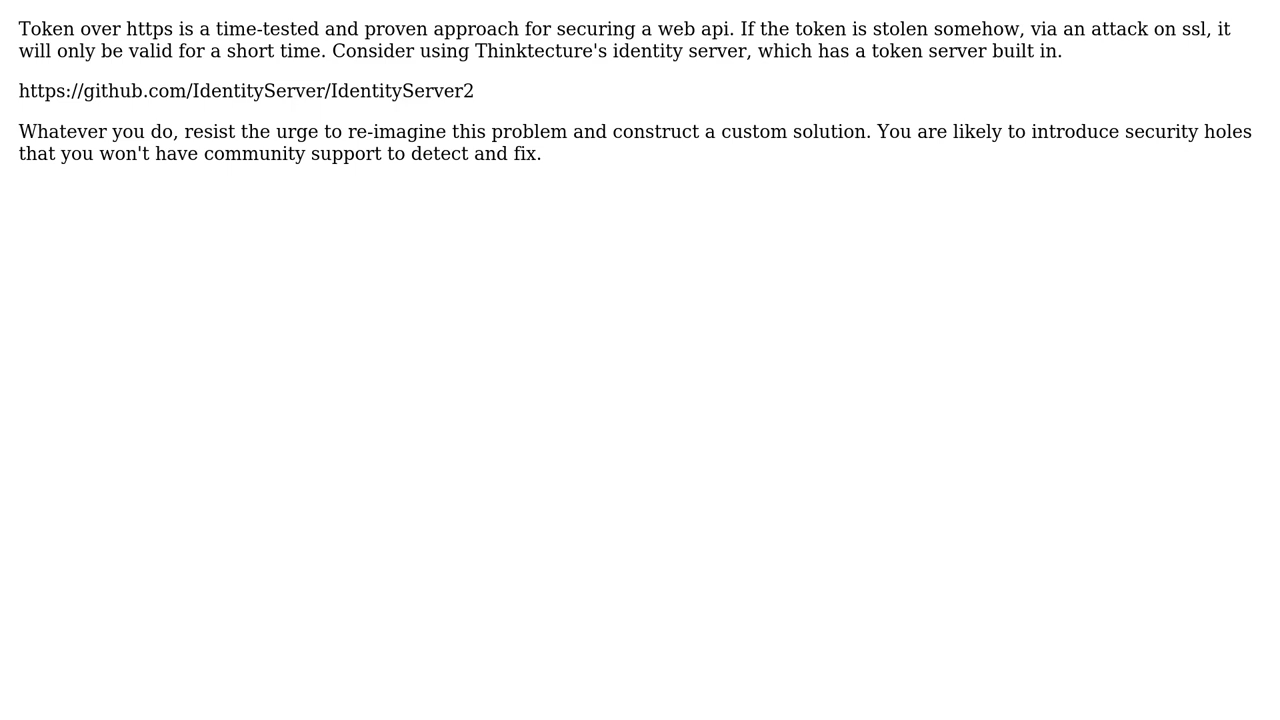 Token over https is a time-tested and proven approach for securing a web api. If the token is stolen somehow, via an attack on ssl, it
will only be valid for a short time. Consider using Thinktecture's identity server, which has a token server built in.
https://github.com/IdentityServer/IdentityServer2
Whatever you do, resist the urge to re-imagine this problem and construct a custom solution. You are likely to introduce security holes
that you won't have community support to detect and fix.